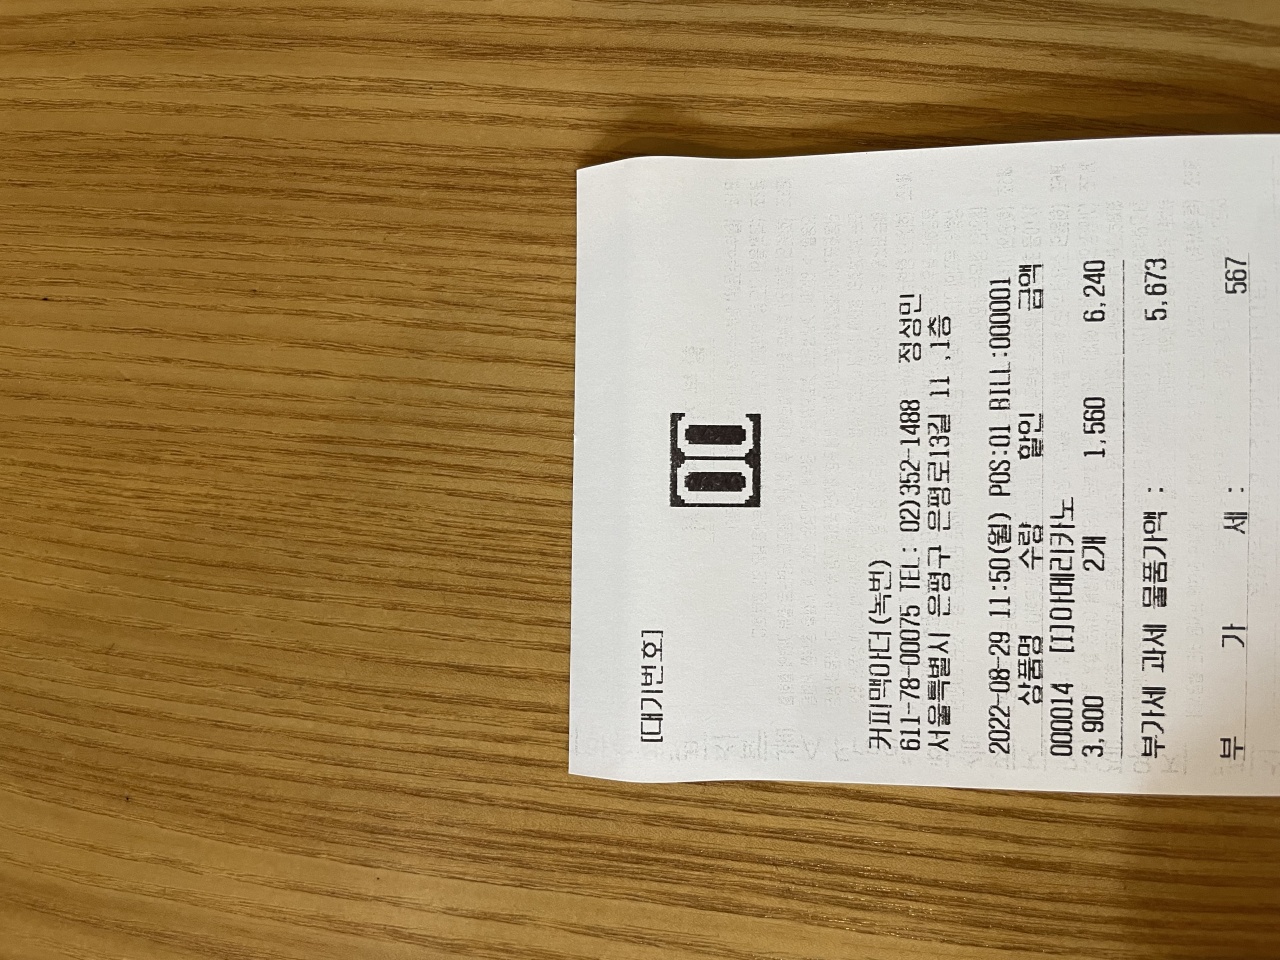 [대기번호]
00
커피맥아더(녹번)
611-78-00075 TEL: 02)352-1488 정성민
서울특별시 은평구 은평로13길 11 ,1층
2022-08-29 11:50(월) POS:01 BILL:000001
상품명 수량 할인 금액
000014 [I]아메리카노
3,900 2개 1,560 6,240
부가세 과세 물품가액 : 5,673
부 가 세 : 567